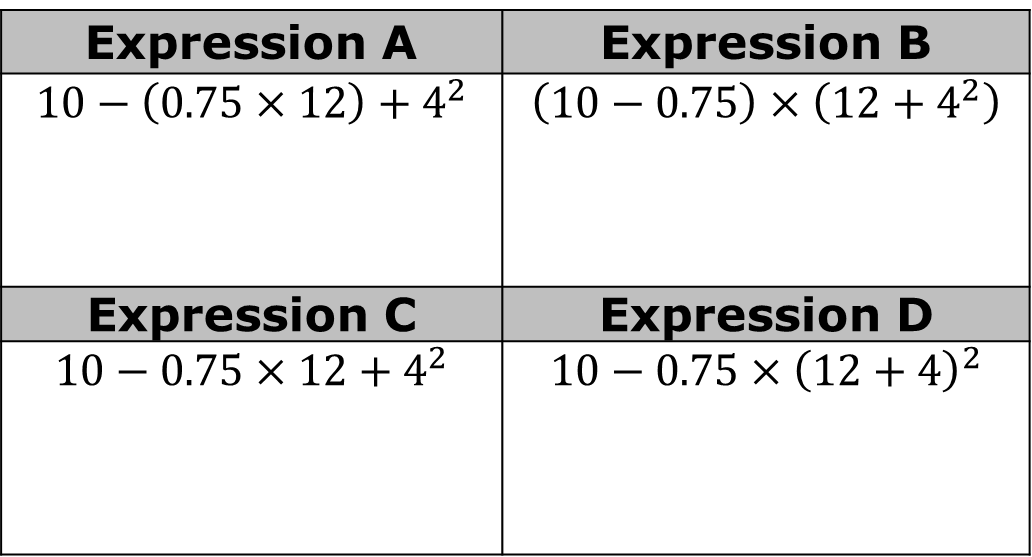 Expression A
Expression B
10 − (0.75 × 12) + 4²
(10 − 0.75) × (12 + 4²)
Expression C
Expression D
10 − 0.75 × 12 + 4²
10 − 0.75 × (12 + 4)²